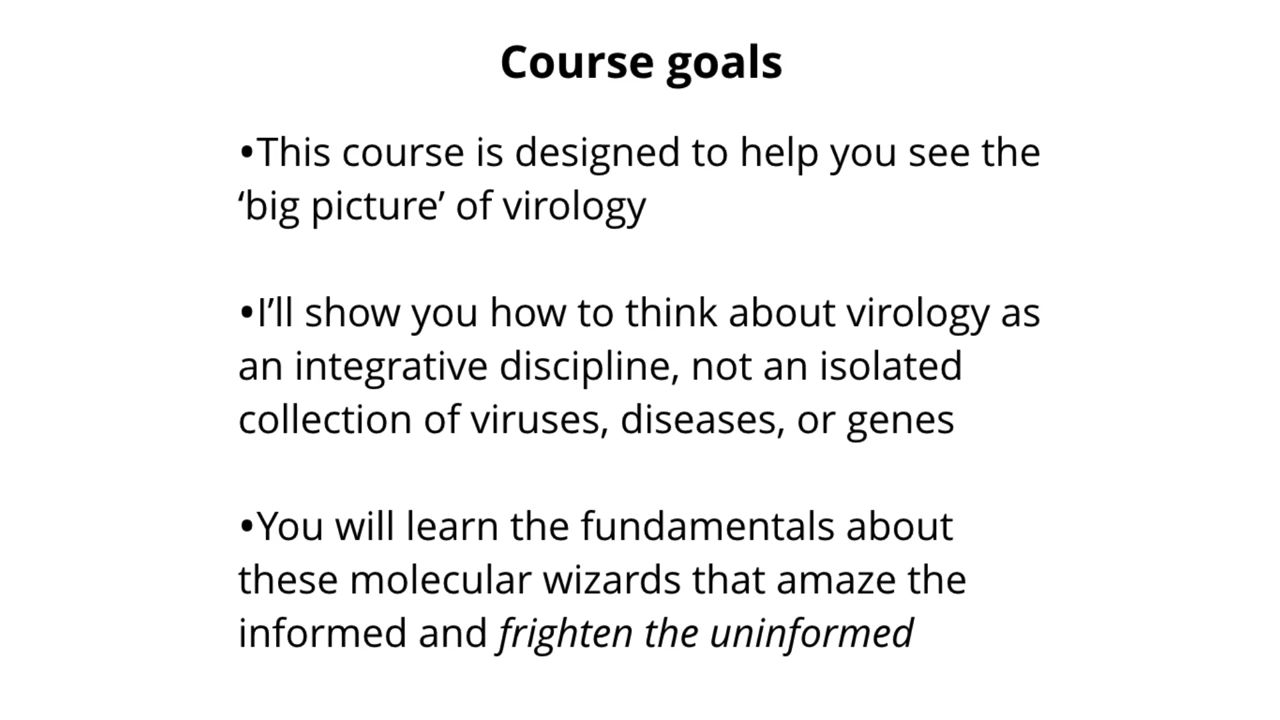 Course goals
•This course is designed to help you see the
‘big picture’ of virology
•I’ll show you how to think about virology as
an integrative discipline, not an isolated
collection of viruses, diseases, or genes
•You will learn the fundamentals about
these molecular wizards that amaze the
informed and frighten the uninformed